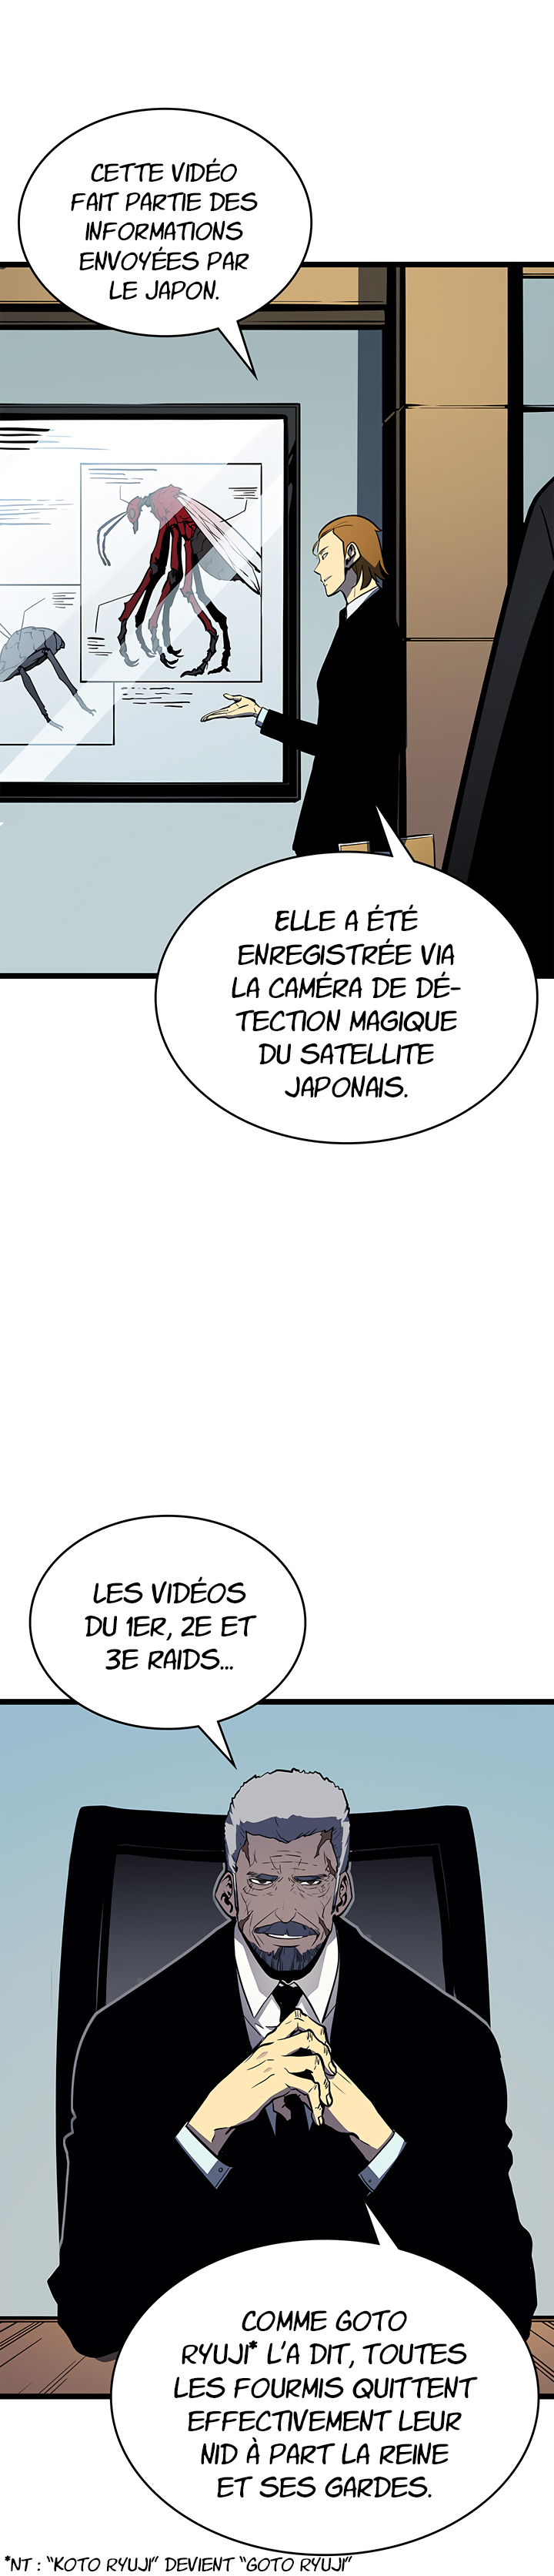 CETTE VIDÉO
FAIT PARTIE DES
INFORMATIONS
ENVOYÉES PAR
LE JAPON.
ELLE A ÉTÉ
ENREGISTRÉE VIA
LA CAMÉRA DE DÉ-
TECTION MAGIQUE
DU SATELLITE
JAPONAIS.
LES VIDÉOS
DU 1ER, 2E ET
3E RAIDS...
COMME GOTO
RYUJI* L'A DIT, TOUTES
LES FOURMIS QUITTENT
EFFECTIVEMENT LEUR
NID À PART LA REINE
ET SES GARDES.
*NT : "KOTO RYUJI" DEVIENT "GOTO RYUJI"